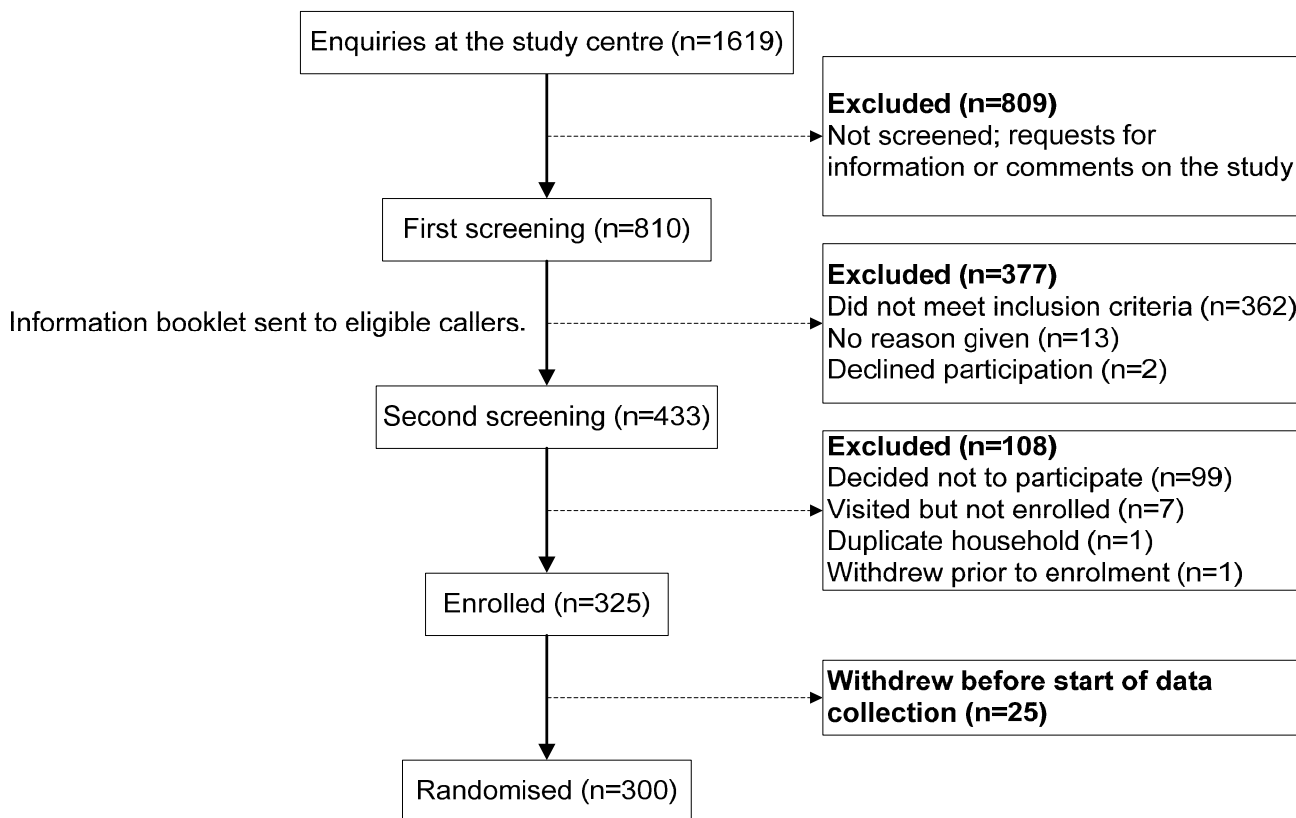 Enquiries at the study centre (n=1619)
Excluded (n=809)
Not screened; requests for
information or comments on the study
First screening (n=810)
Excluded (n=377)
Did not meet inclusion criteria (n=362)
No reason given (n=13)
Declined participation (n=2)
Information booklet sent to eligible callers.
Second screening (n=433)
Excluded (n=108)
Decided not to participate (n=99)
Visited but not enrolled (n=7)
Duplicate household (n=1)
Withdrew prior to enrolment (n=1)
Enrolled (n=325)
Withdrew before start of data
collection (n=25)
Randomised (n=300)